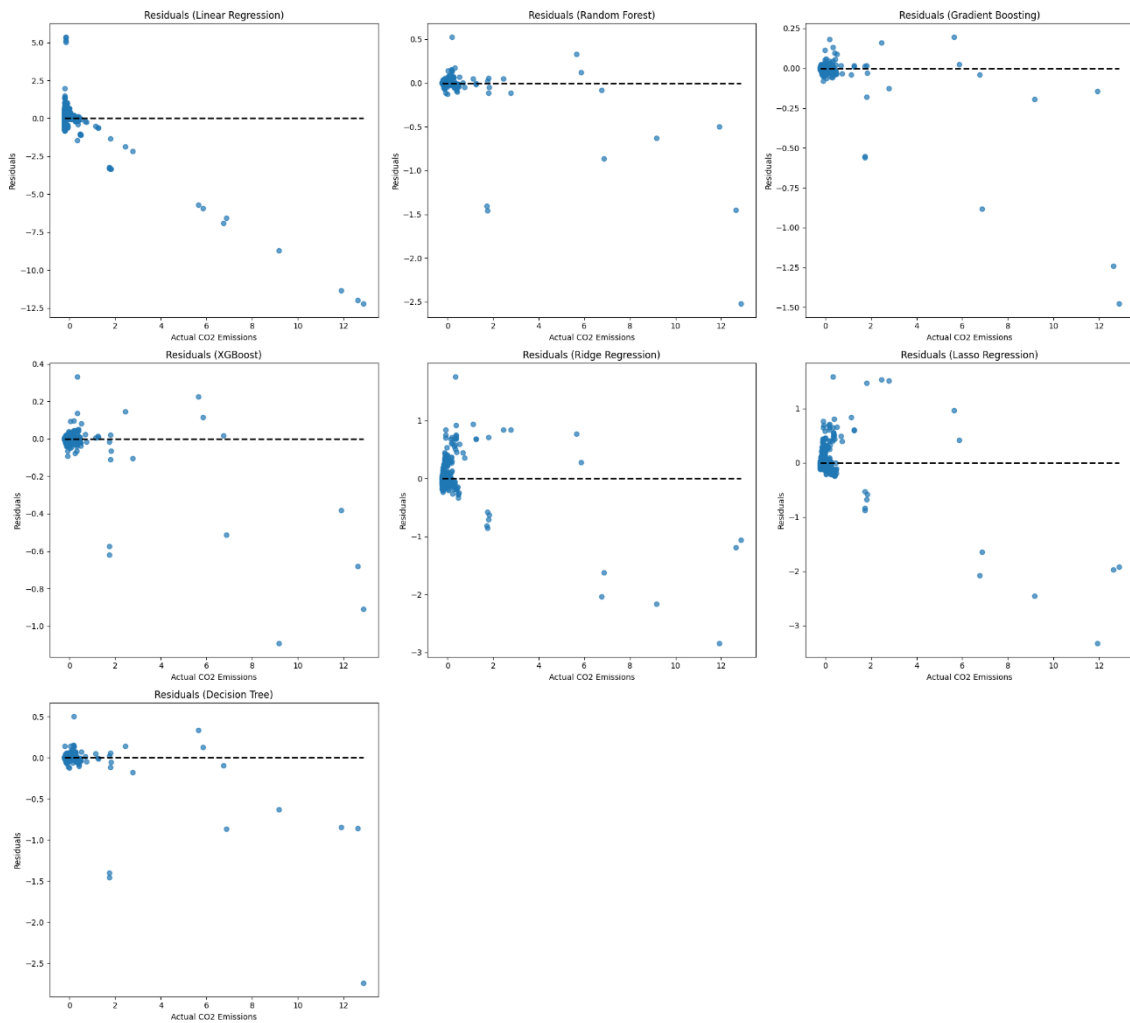 Residuals (Linear Regression)
5.0
2.5
0.0
−2.5
−5.0
−7.5
−10.0
−12.5
Residuals
0 2 4 6 8 10 12
Actual CO2 Emissions
Residuals (Random Forest)
0.5
0.0
−0.5
−1.0
−1.5
−2.0
−2.5
Residuals
0 2 4 6 8 10 12
Actual CO2 Emissions
Residuals (Gradient Boosting)
0.25
0.00
−0.25
−0.50
−0.75
−1.00
−1.25
−1.50
Residuals
0 2 4 6 8 10 12
Actual CO2 Emissions
Residuals (XGBoost)
0.4
0.2
0.0
−0.2
−0.4
−0.6
−0.8
−1.0
Residuals
0 2 4 6 8 10 12
Actual CO2 Emissions
Residuals (Ridge Regression)
1
0
−1
−2
−3
Residuals
0 2 4 6 8 10 12
Actual CO2 Emissions
Residuals (Lasso Regression)
1
0
−1
−2
−3
Residuals
0 2 4 6 8 10 12
Actual CO2 Emissions
Residuals (Decision Tree)
0.5
0.0
−0.5
−1.0
−1.5
−2.0
−2.5
Residuals
0 2 4 6 8 10 12
Actual CO2 Emissions